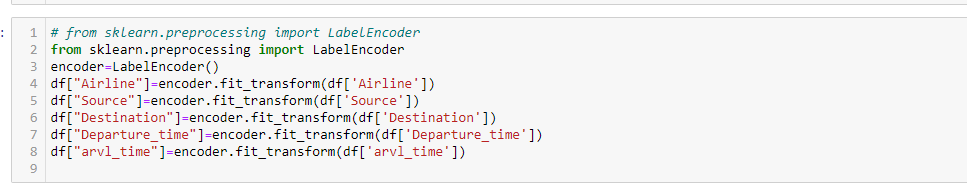 :
1 # from sklearn.preprocessing import LabelEncoder
2 from sklearn.preprocessing import LabelEncoder
3 encoder=LabelEncoder()
4 df["Airline"]=encoder.fit_transform(df['Airline'])
5 df["Source"]=encoder.fit_transform(df['Source'])
6 df["Destination"]=encoder.fit_transform(df['Destination'])
7 df["Departure_time"]=encoder.fit_transform(df['Departure_time'])
8 df["arvl_time"]=encoder.fit_transform(df['arvl_time'])
9